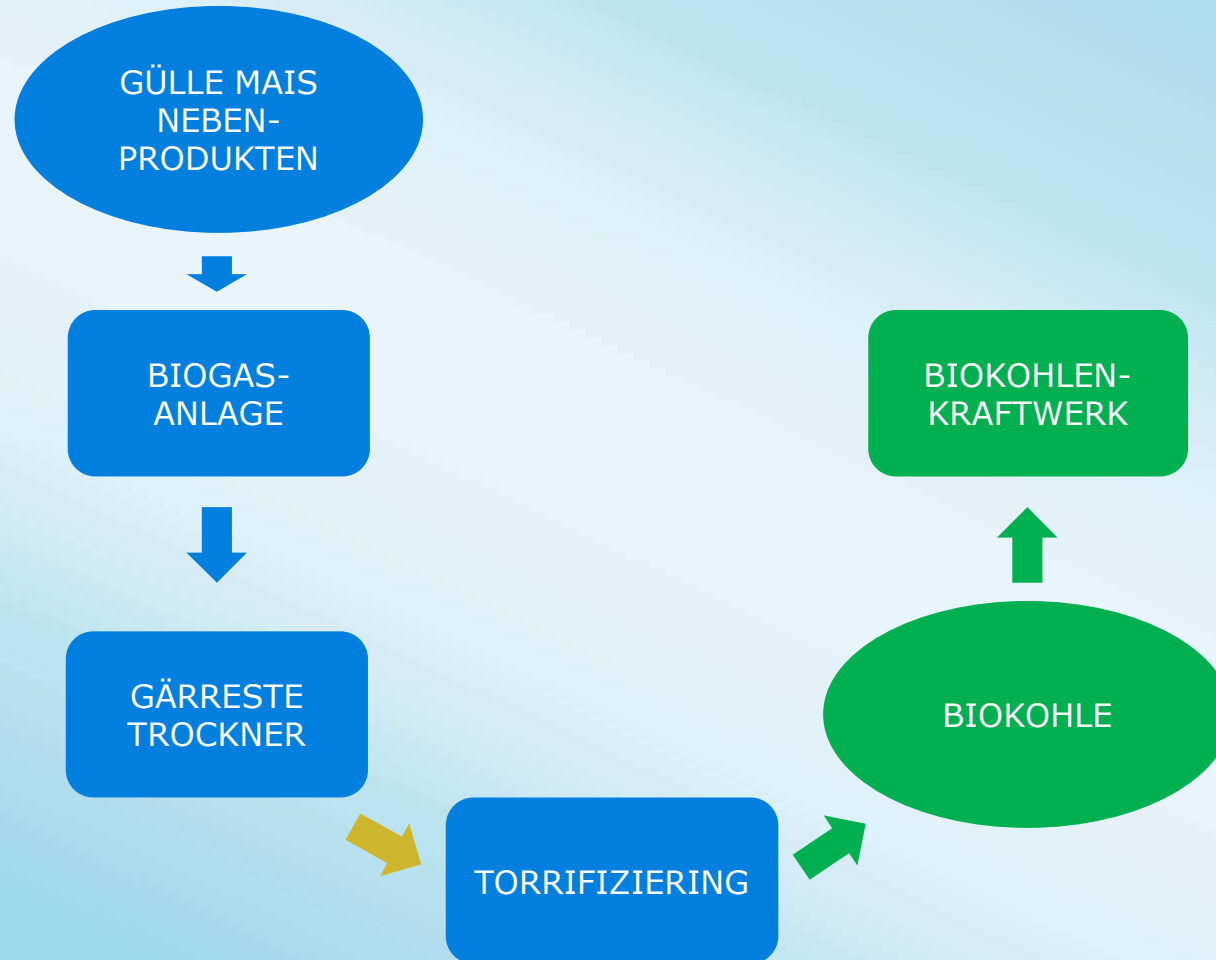 GÜLLE MAIS
NEBEN-
PRODUKTEN
BIOGAS-
ANLAGE
GÄRRESTE
TROCKNER
TORRIFIZIERING
BIOKOHLE
BIOKOHLEN-
KRAFTWERK